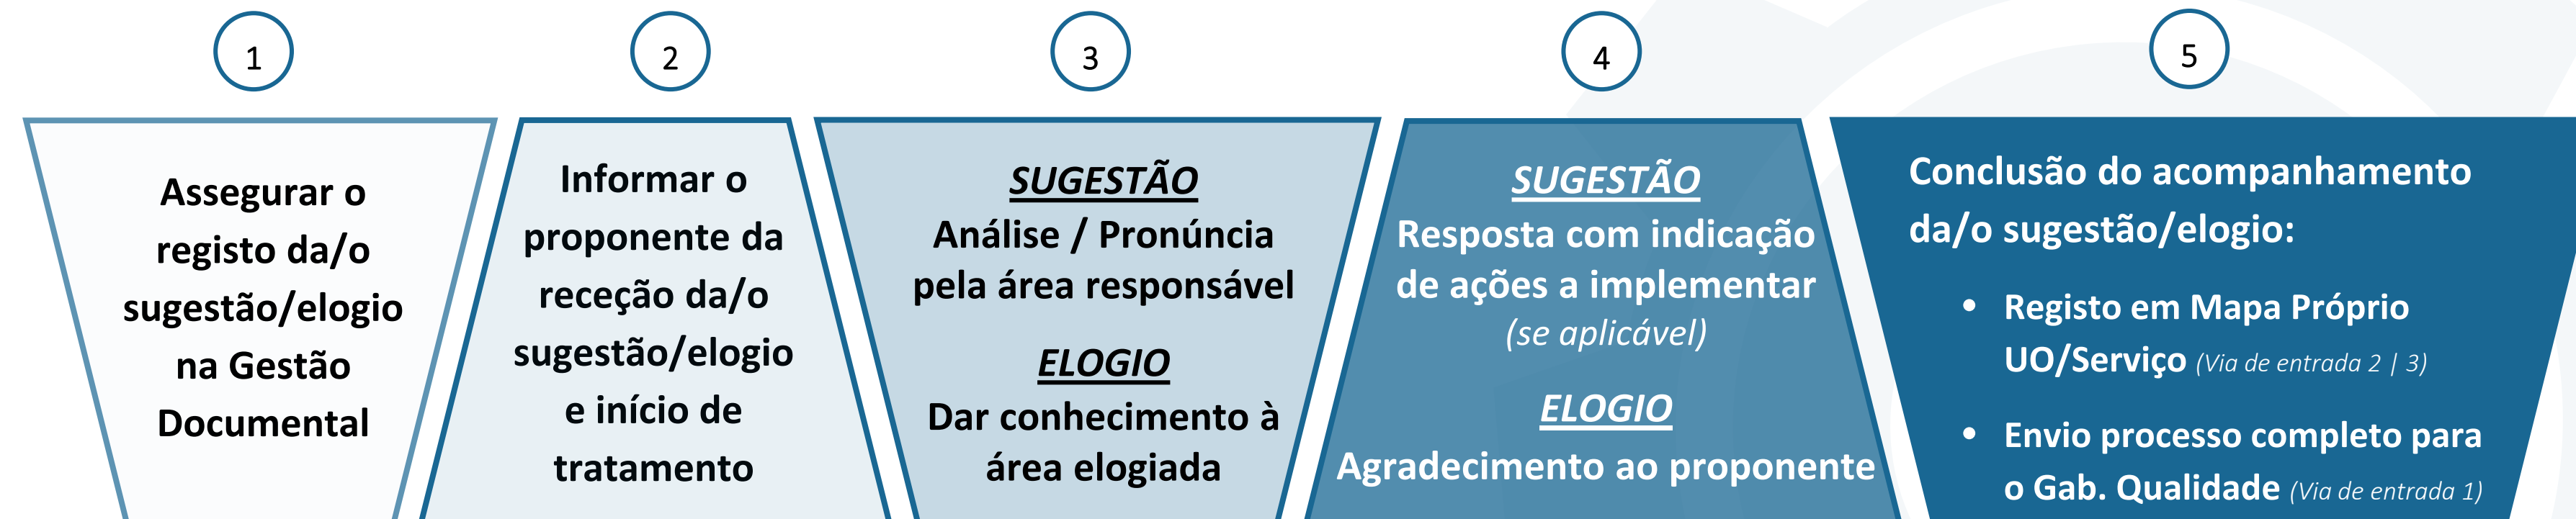 1
Assegurar o
registo da/o
sugestão/elogio
na Gestão
Documental
2
Informar o
proponente da
receção da/o
sugestão/elogio
e início de
tratamento
3
SUGESTÃO
Análise / Pronúncia
pela área responsável
ELOGIO
Dar conhecimento à
área elogiada
4
SUGESTÃO
Resposta com indicação
de ações a implementar
(se aplicável)
ELOGIO
Agradecimento ao proponente
5
Conclusão do acompanhamento
da/o sugestão/elogio:
• Registo em Mapa Próprio
UO/Serviço (Via de entrada 2 | 3)
• Envio processo completo para
o Gab. Qualidade (Via de entrada 1)